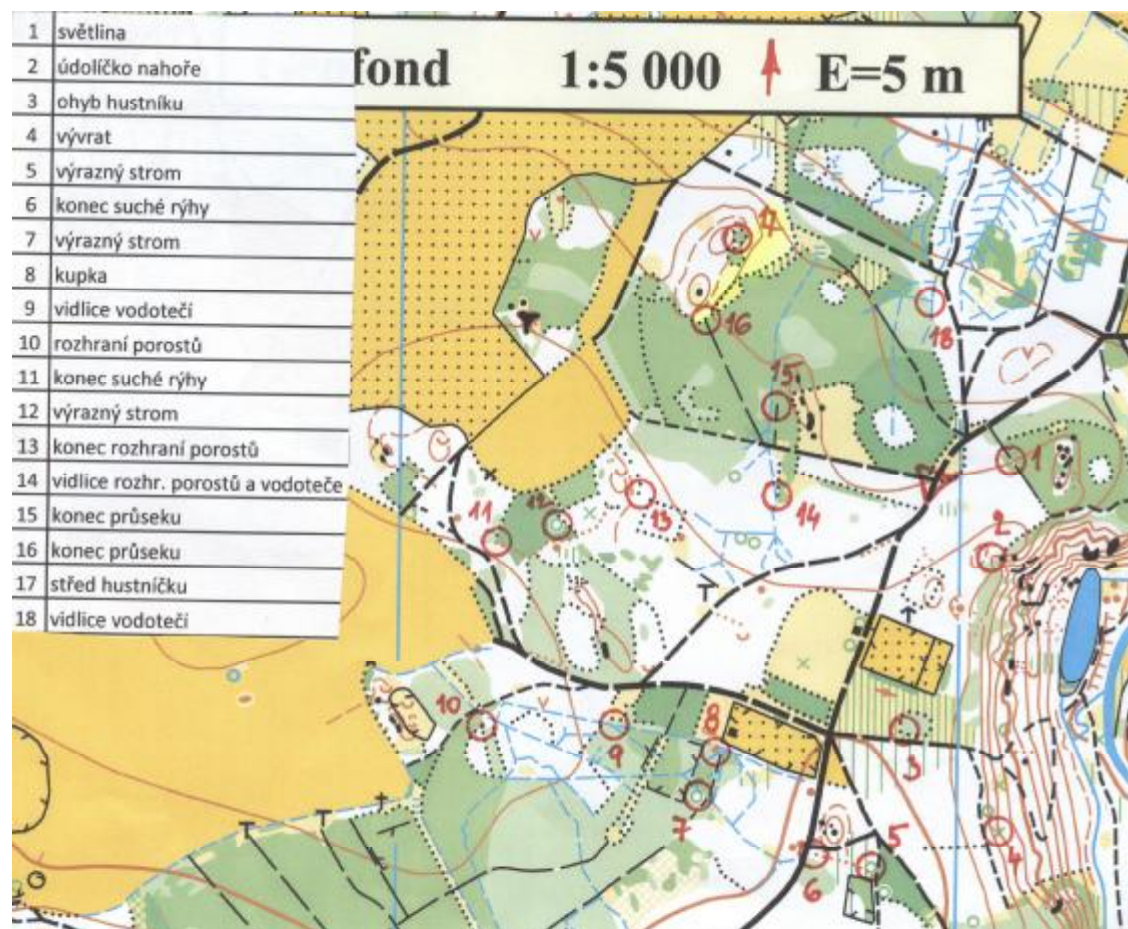 1 světlina
2 údolíčko nahoře
3 ohyb hustníku
4 vývrat
5 výrazný strom
6 konec suché rýhy
7 výrazný strom
8 kupka
9 vidlice vodotečí
10 rozhraní porostů
11 konec suché rýhy
12 výrazný strom
13 konec rozhraní porostů
14 vidlice rozhr. porostů a vodoteče
15 konec průseku
16 konec průseku
17 střed hustníčku
18 vidlice vodotečí
fond 1:5 000 E=5 m
17
16
18
15
1
12
11
13
14
2
10
9
8
3
7
5
4
6